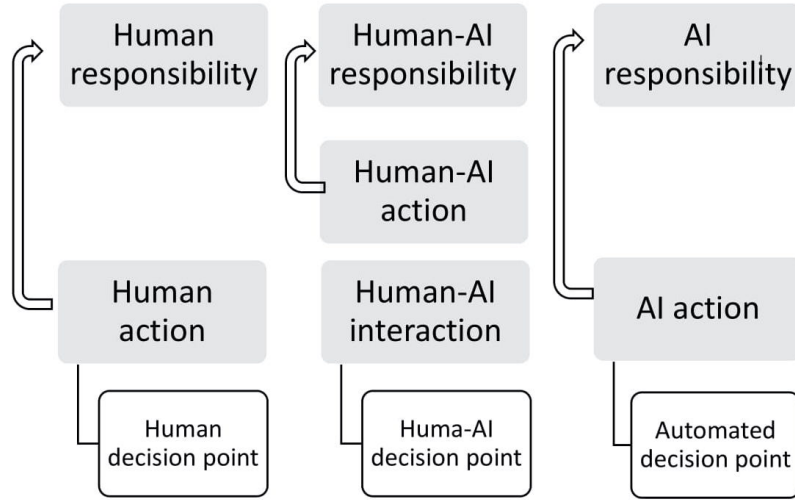 Human
responsibility
Human-AI
responsibility
AI
responsibility
Human-AI
action
Human
action
Human-AI
interaction
AI action
Human
decision point
Huma-AI
decision point
Automated
decision point